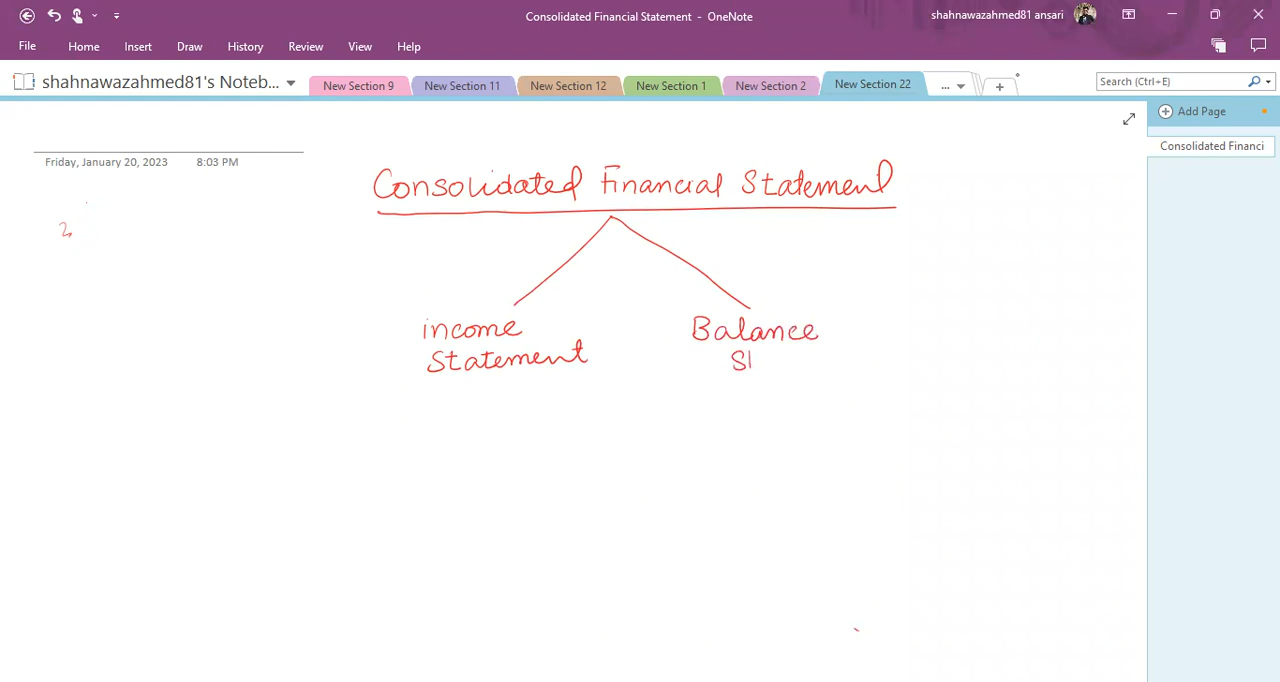 Consolidated Financial Statement - OneNote
shahnawazahmed81 ansari
File Home Insert Draw History Review View Help
shahnawazahmed81's Noteb...
New Section 9
New Section 11
New Section 12
New Section 1
New Section 2
New Section 22
...
+
Search (Ctrl+E)
Add Page
Consolidated Financi
Friday, January 20, 2023 8:03 PM
Consolidated Financial Statement
income
Statement
Balance